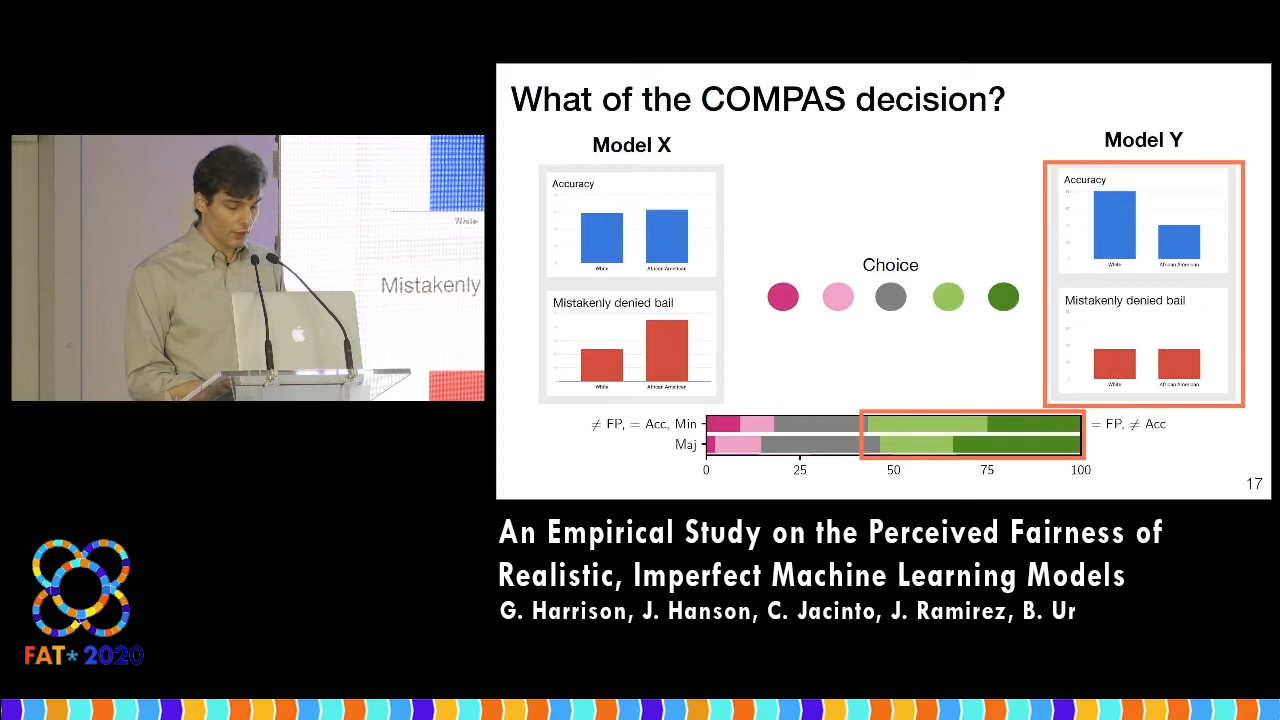 What of the COMPAS decision?
Model X
Model Y
Accuracy
White
African American
Mistakenly denied bail
White
African American
Choice
Accuracy
White
African American
Mistakenly denied bail
White
African American
≠ FP, = Acc, Min
= FP, ≠ Acc
Maj
0 25 50 75 100
17
White
Mistakenly
An Empirical Study on the Perceived Fairness of
Realistic, Imperfect Machine Learning Models
G. Harrison, J. Hanson, C. Jacinto, J. Ramirez, B. Ur
FAT* 2020